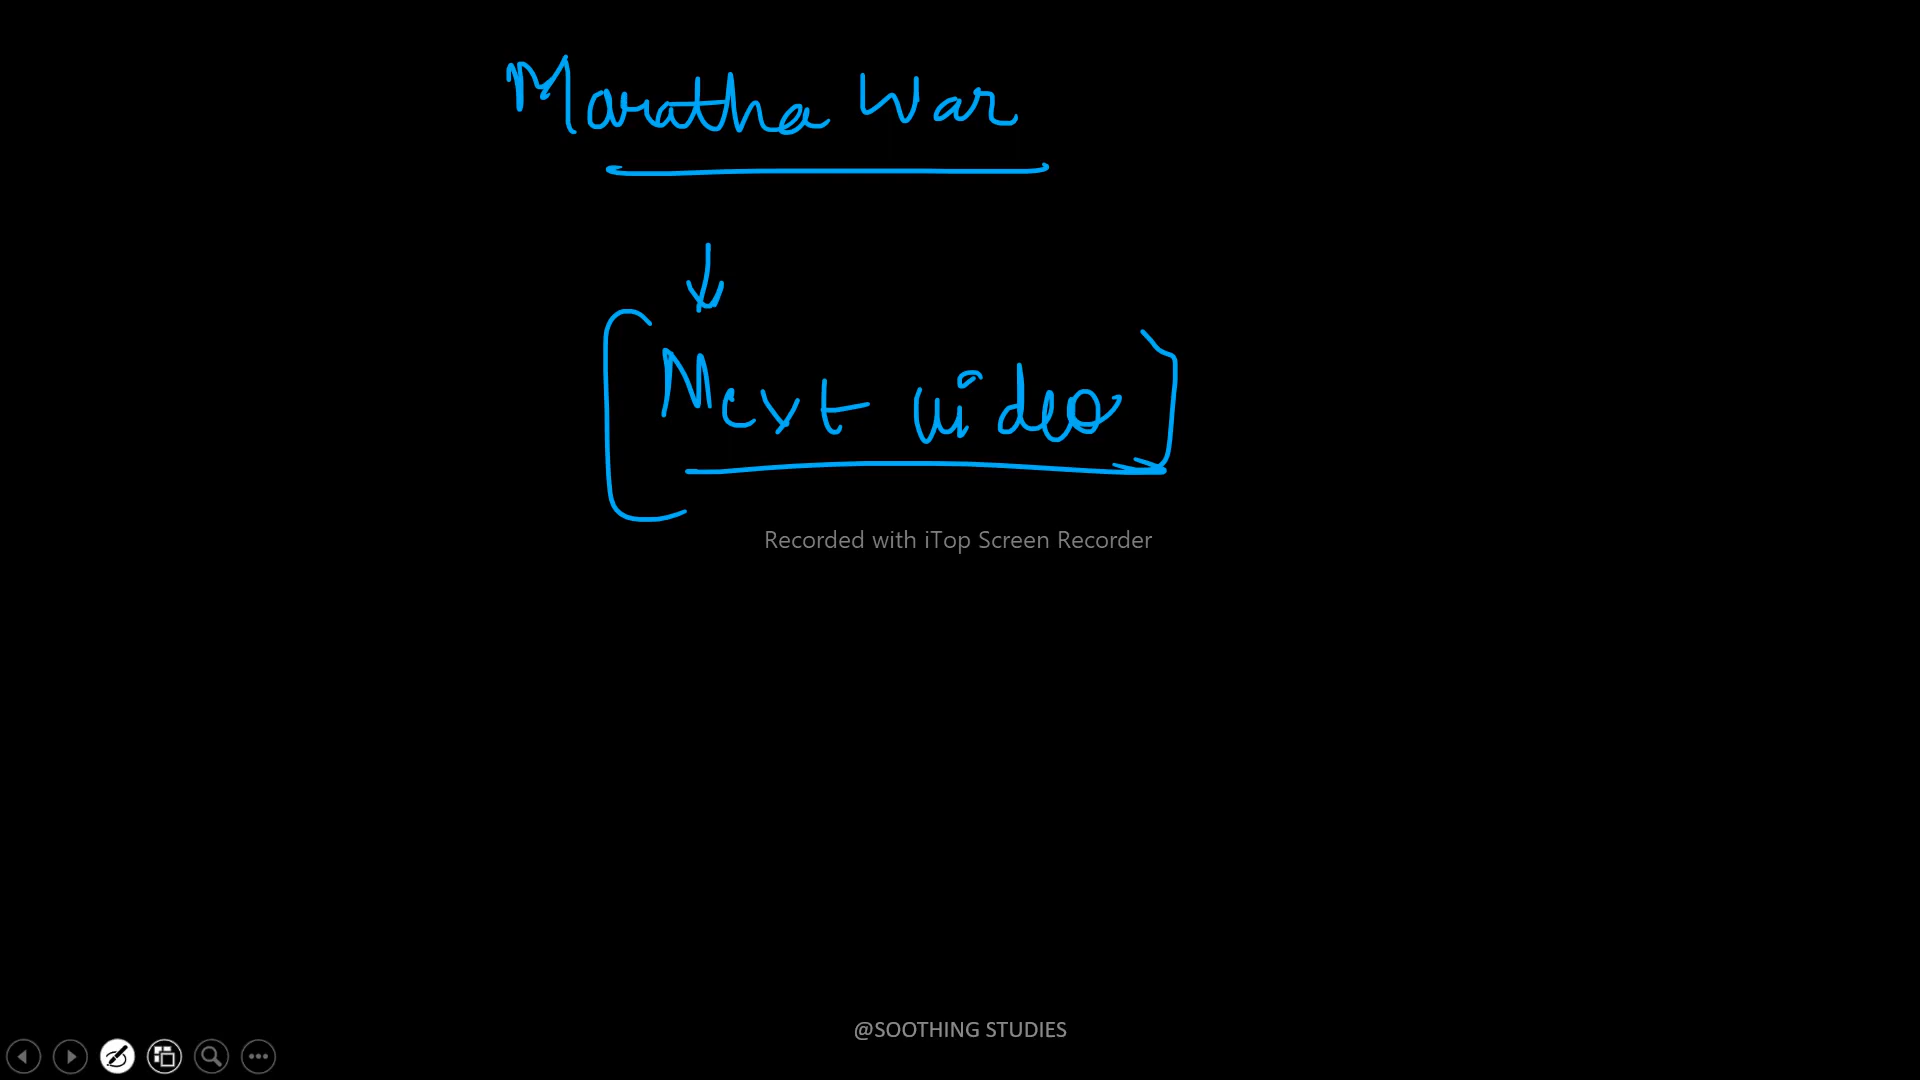 Maratha War
Next video
Recorded with iTop Screen Recorder
@SOOTHING STUDIES